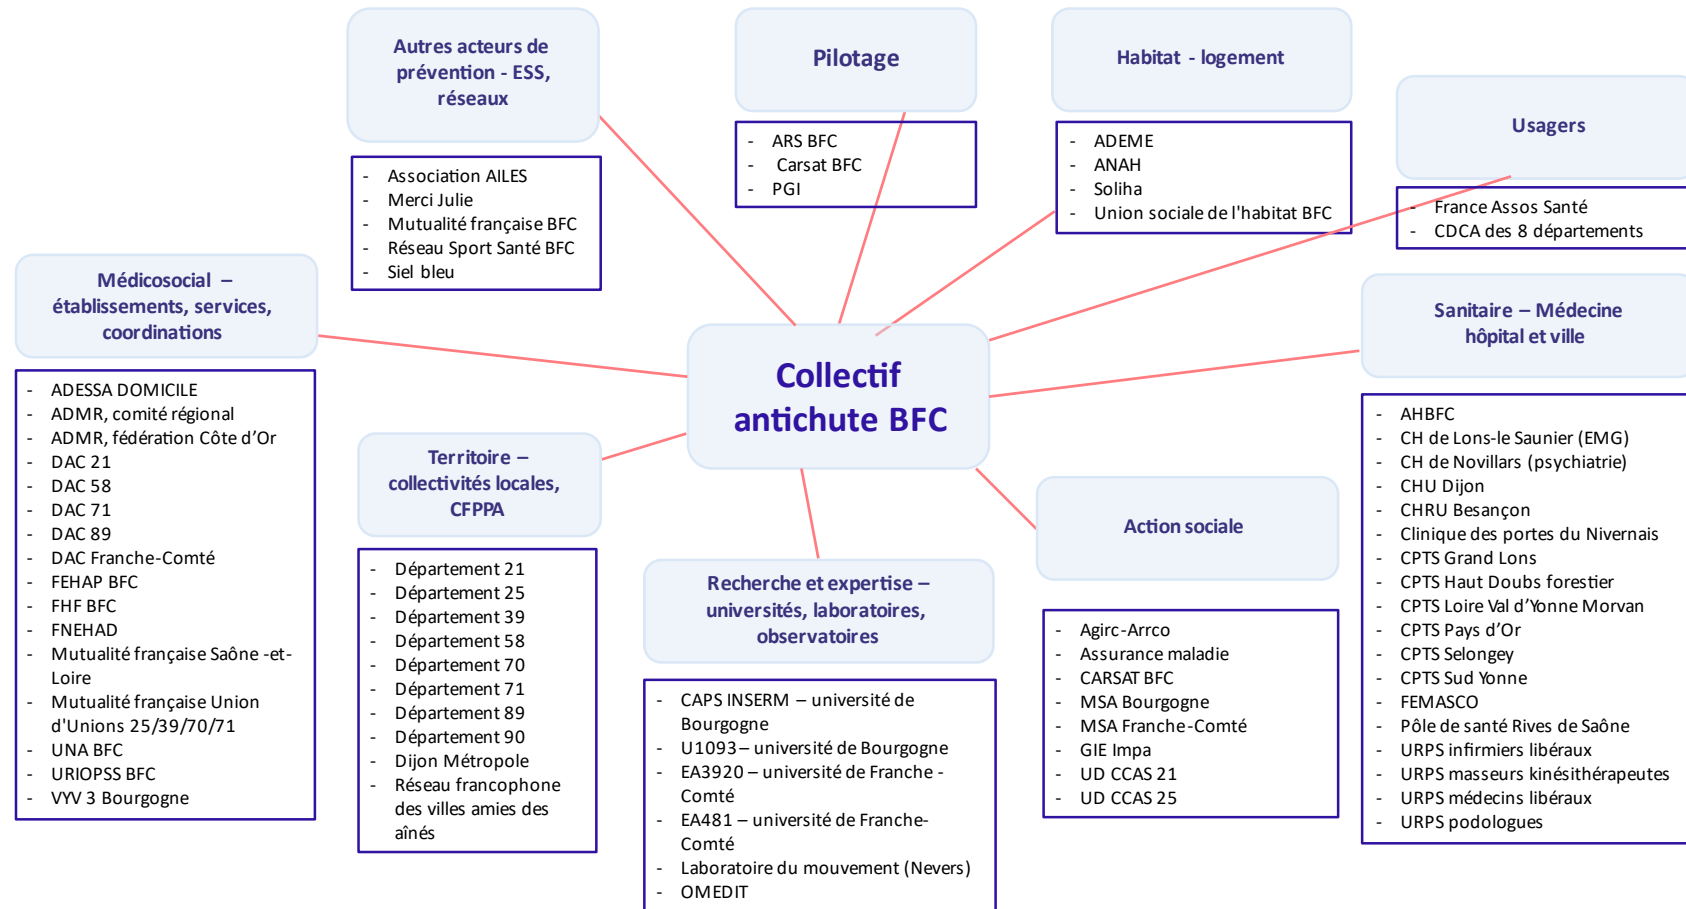 Autres acteurs de
prévention - ESS,
réseaux
- Association AILES
- Merci Julie
- Mutualité française BFC
- Réseau Sport Santé BFC
- Siel bleu
Pilotage
- ARS BFC
- Carsat BFC
- PGI
Habitat - logement
- ADEME
- ANAH
- Soliha
- Union sociale de l'habitat BFC
Usagers
- France Assos Santé
- CDCA des 8 départements
Médicosocial –
établissements, services,
coordinations
- ADESSA DOMICILE
- ADMR, comité régional
- ADMR, fédération Côte d’Or
- DAC 21
- DAC 58
- DAC 71
- DAC 89
- DAC Franche-Comté
- FEHAP BFC
- FHF BFC
- FNEHAD
- Mutualité française Saône -et-
Loire
- Mutualité française Union
d'Unions 25/39/70/71
- UNA BFC
- URIOPSS BFC
- VYV 3 Bourgogne
Collectif
antichute BFC
Sanitaire – Médecine
hôpital et ville
- AHBFC
- CH de Lons-le Saunier (EMG)
- CH de Novillars (psychiatrie)
- CHU Dijon
- CHRU Besançon
- Clinique des portes du Nivernais
- CPTS Grand Lons
- CPTS Haut Doubs forestier
- CPTS Loire Val d’Yonne Morvan
- CPTS Pays d’Or
- CPTS Selongey
- CPTS Sud Yonne
- FEMASCO
- Pôle de santé Rives de Saône
- URPS infirmiers libéraux
- URPS masseurs kinésithérapeutes
- URPS médecins libéraux
- URPS podologues
Territoire –
collectivités locales,
CFPPA
- Département 21
- Département 25
- Département 39
- Département 58
- Département 70
- Département 71
- Département 89
- Département 90
- Dijon Métropole
- Réseau francophone
des villes amies des
aînés
Recherche et expertise –
universités, laboratoires,
observatoires
- CAPS INSERM – université de
Bourgogne
- U1093 – université de Bourgogne
- EA3920 – université de Franche -
Comté
- EA481 – université de Franche-
Comté
- Laboratoire du mouvement (Nevers)
- OMEDIT
Action sociale
- Agirc-Arrco
- Assurance maladie
- CARSAT BFC
- MSA Bourgogne
- MSA Franche-Comté
- GIE Impa
- UD CCAS 21
- UD CCAS 25